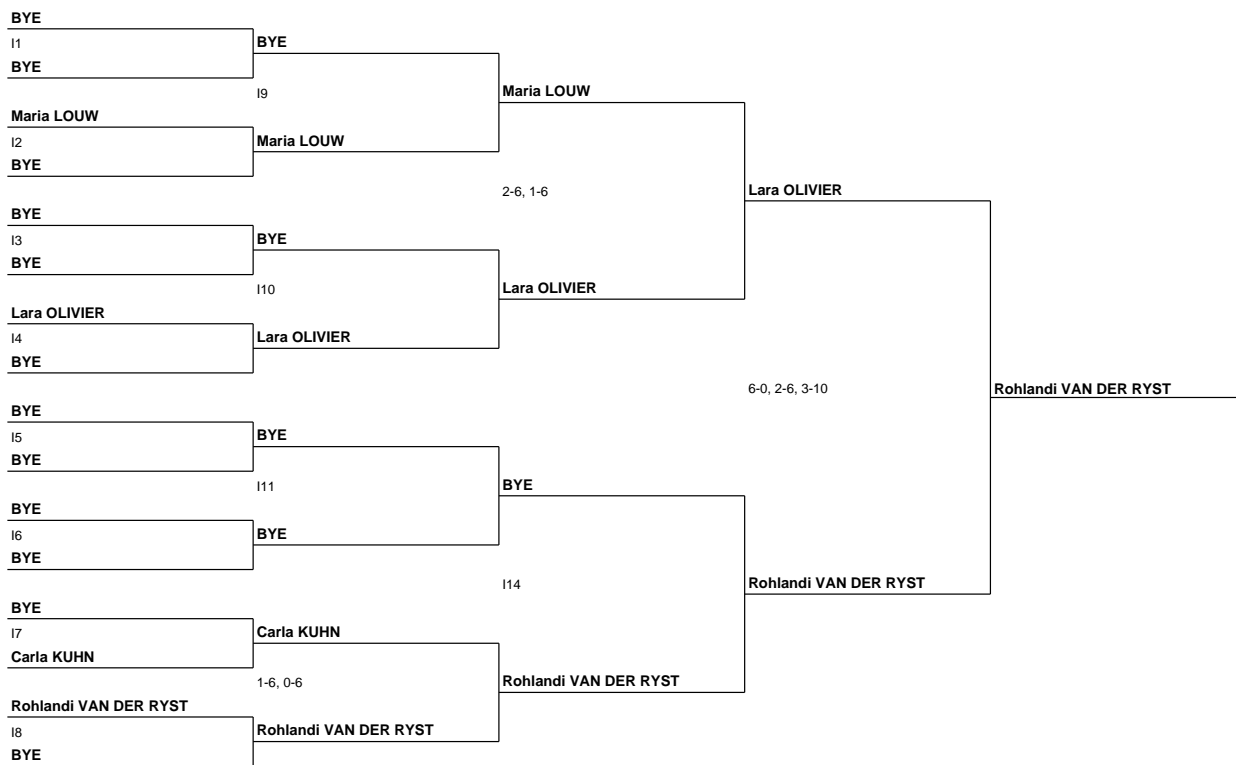 BYE
I1
BYE
BYE
I9
Maria LOUW
Maria LOUW
I2
Maria LOUW
BYE
2-6, 1-6
Lara OLIVIER
BYE
I3
BYE
BYE
I10
Lara OLIVIER
Lara OLIVIER
I4
Lara OLIVIER
BYE
6-0, 2-6, 3-10
Rohlandi VAN DER RYST
BYE
I5
BYE
BYE
I11
BYE
BYE
I6
BYE
BYE
I14
Rohlandi VAN DER RYST
BYE
I7
Carla KUHN
Carla KUHN
1-6, 0-6
Rohlandi VAN DER RYST
Rohlandi VAN DER RYST
I8
Rohlandi VAN DER RYST
BYE